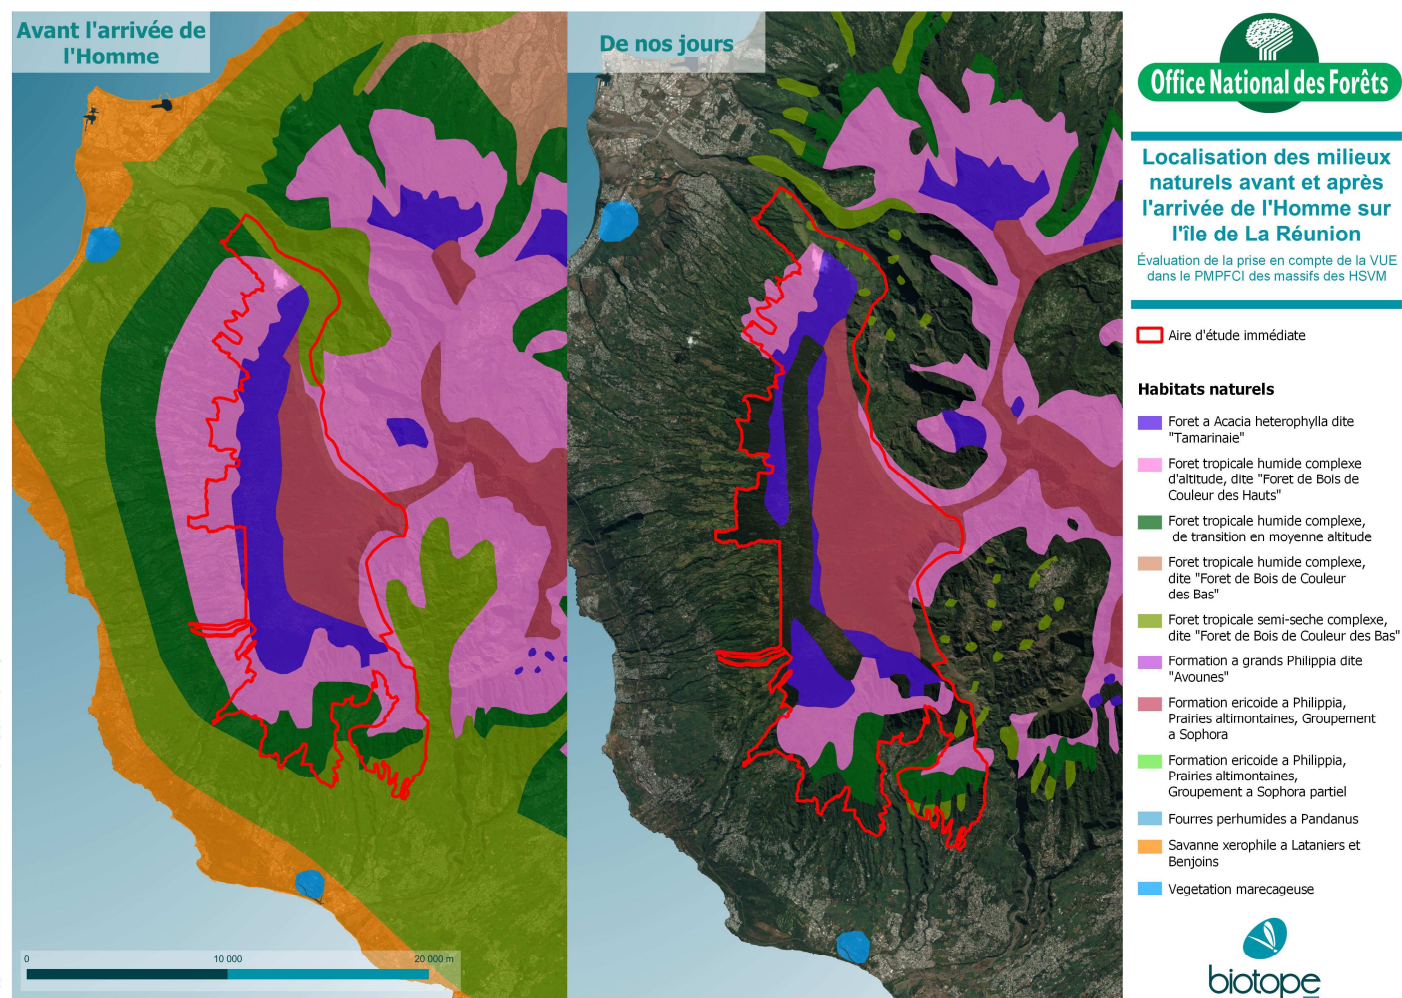 Avant l'arrivée de
l'Homme
De nos jours
Office National des Forêts
Localisation des milieux
naturels avant et après
l'arrivée de l'Homme sur
l'île de La Réunion
Évaluation de la prise en compte de la VUE
dans le PMPFCI des massifs des HSVM
Aire d'étude immédiate
Habitats naturels
Foret a Acacia heterophylla dite
"Tamarinaie"
Foret tropicale humide complexe
d'altitude, dite "Foret de Bois de
Couleur des Hauts"
Foret tropicale humide complexe,
de transition en moyenne altitude
Foret tropicale humide complexe,
dite "Foret de Bois de Couleur
des Bas"
Foret tropicale semi-seche complexe,
dite "Foret de Bois de Couleur des Bas"
Formation a grands Philippia dite
"Avounes"
Formation ericoide a Philippia,
Prairies altimontaines, Groupement
a Sophora
Formation ericoide a Philippia,
Prairies altimontaines,
Groupement a Sophora partiel
Fourres perhumides a Pandanus
Savanne xerophile a Lataniers et
Benjoins
Vegetation marecageuse
0 10 000 20 000 m
biotope